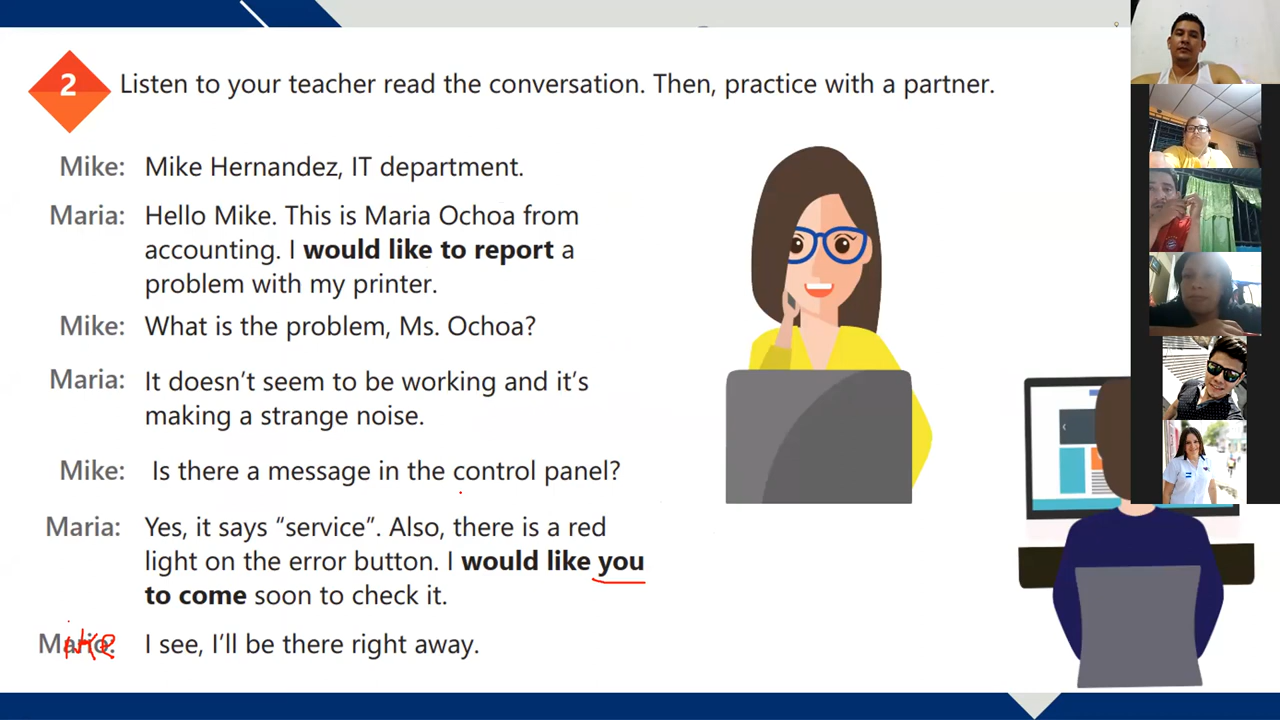 2 Listen to your teacher read the conversation. Then, practice with a partner.
Mike: Mike Hernandez, IT department.
Maria: Hello Mike. This is Maria Ochoa from
accounting. I would like to report a
problem with my printer.
Mike: What is the problem, Ms. Ochoa?
Maria: It doesn’t seem to be working and it’s
making a strange noise.
Mike: Is there a message in the control panel?
Maria: Yes, it says “service”. Also, there is a red
light on the error button. I would like you
to come soon to check it.
Mike: I see, I’ll be there right away.